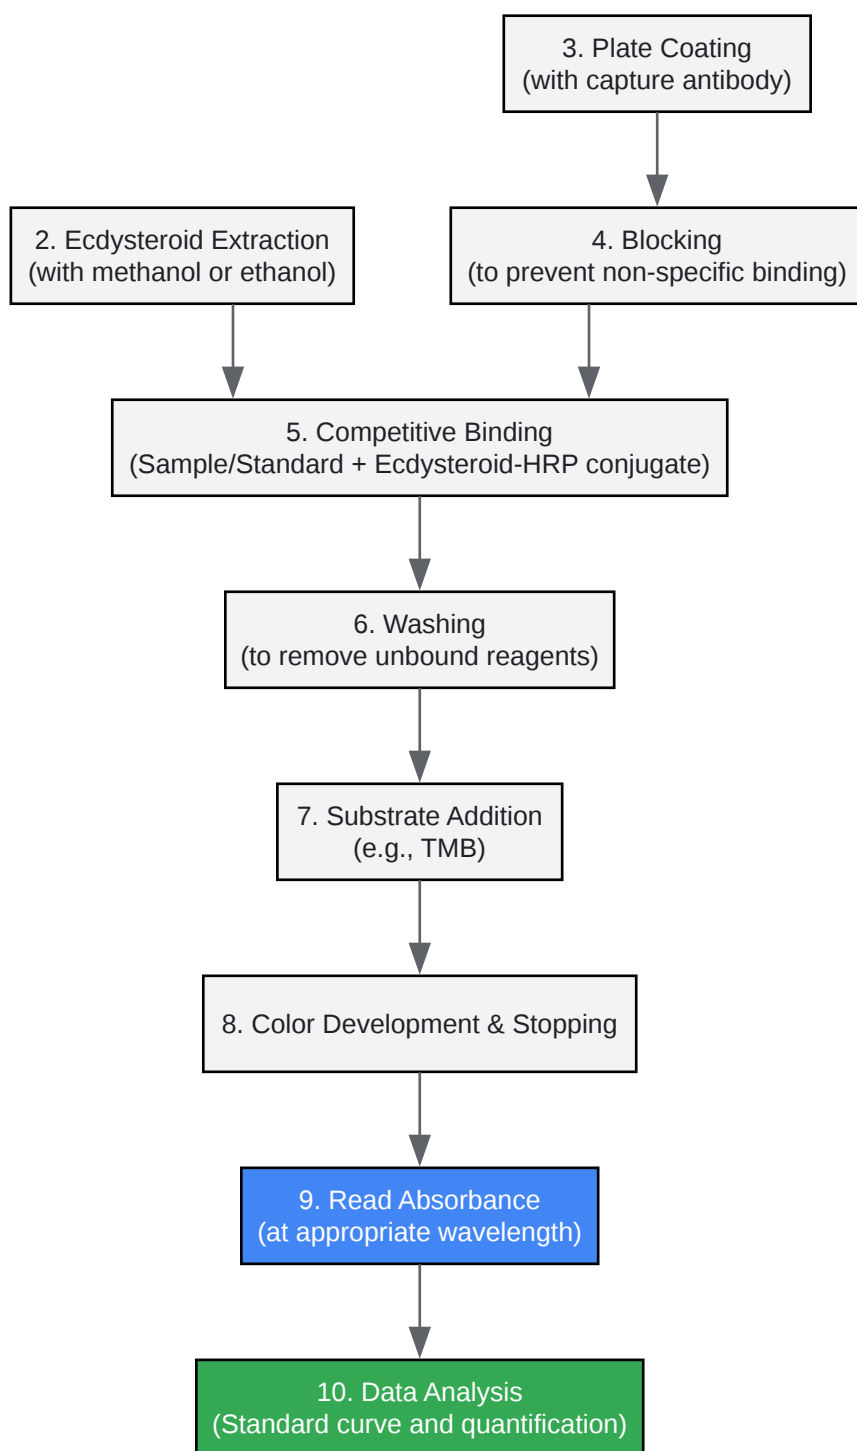 3. Plate Coating
(with capture antibody)
2. Ecdysteroid Extraction
(with methanol or ethanol)
4. Blocking
(to prevent non-specific binding)
5. Competitive Binding
(Sample/Standard + Ecdysteroid-HRP conjugate)
6. Washing
(to remove unbound reagents)
7. Substrate Addition
(e.g., TMB)
8. Color Development & Stopping
9. Read Absorbance
(at appropriate wavelength)
10. Data Analysis
(Standard curve and quantification)